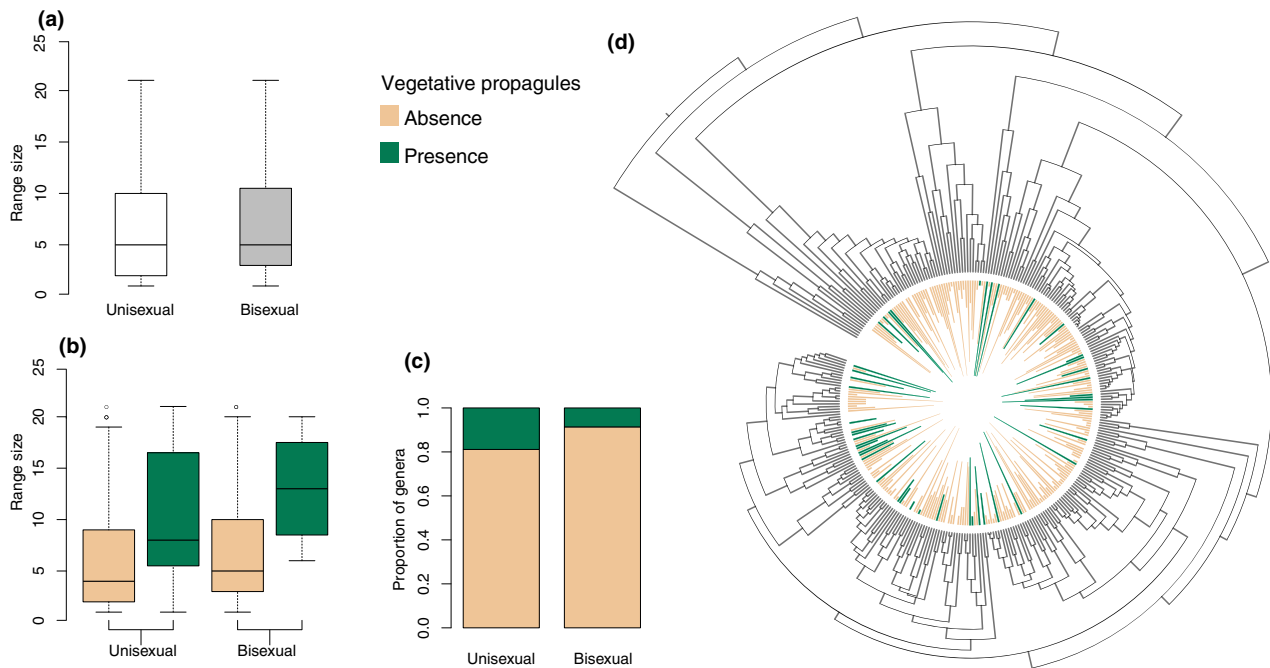 (a)
25
20
15
10
5
0
Range size
Unisexual Bisexual
Vegetative propagules
Absence
Presence
(b)
25
20
15
10
5
0
Range size
Unisexual Bisexual
(c)
1.0
0.8
0.6
0.4
0.2
0.0
Proportion of genera
Unisexual Bisexual
(d)